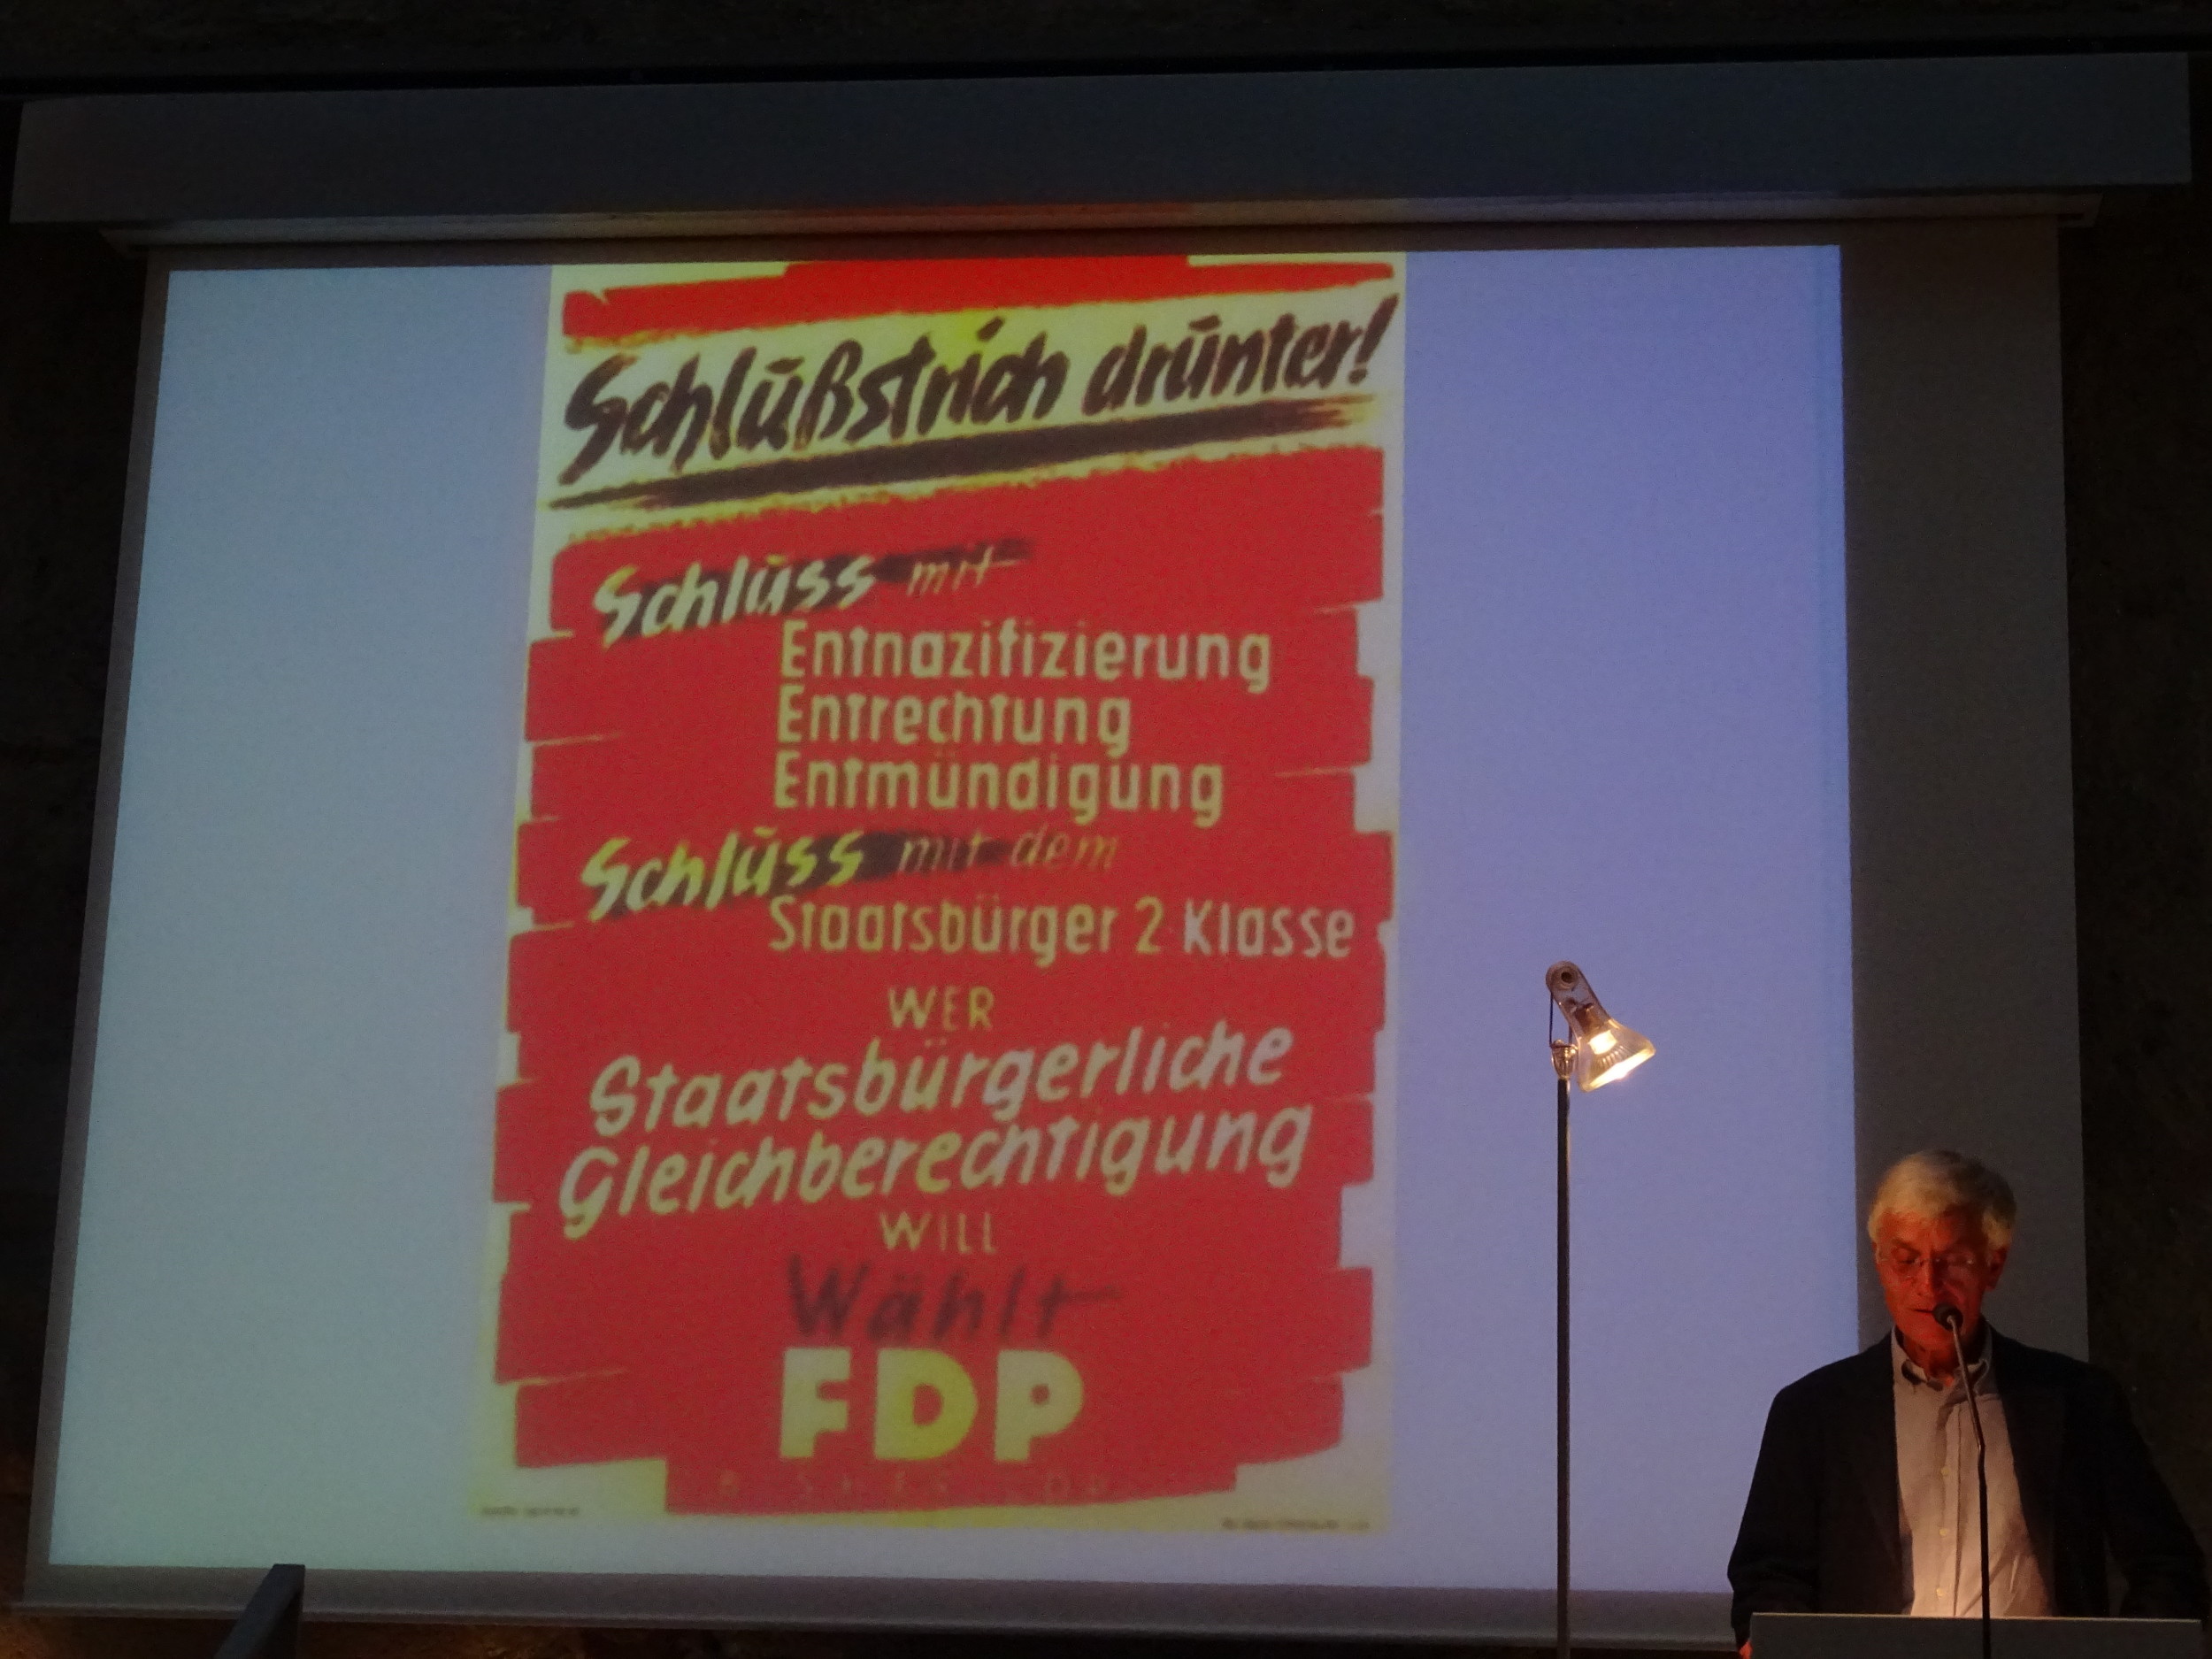 Schlußstrich drunter!
Schluss mit
Entnazifizierung
Entrechtung
Entmündigung
Schluss mit dem
Staatsbürger 2 Klasse
WER
Staatsbürgerliche
Gleichberechtigung
WILL
Wählt
FDP